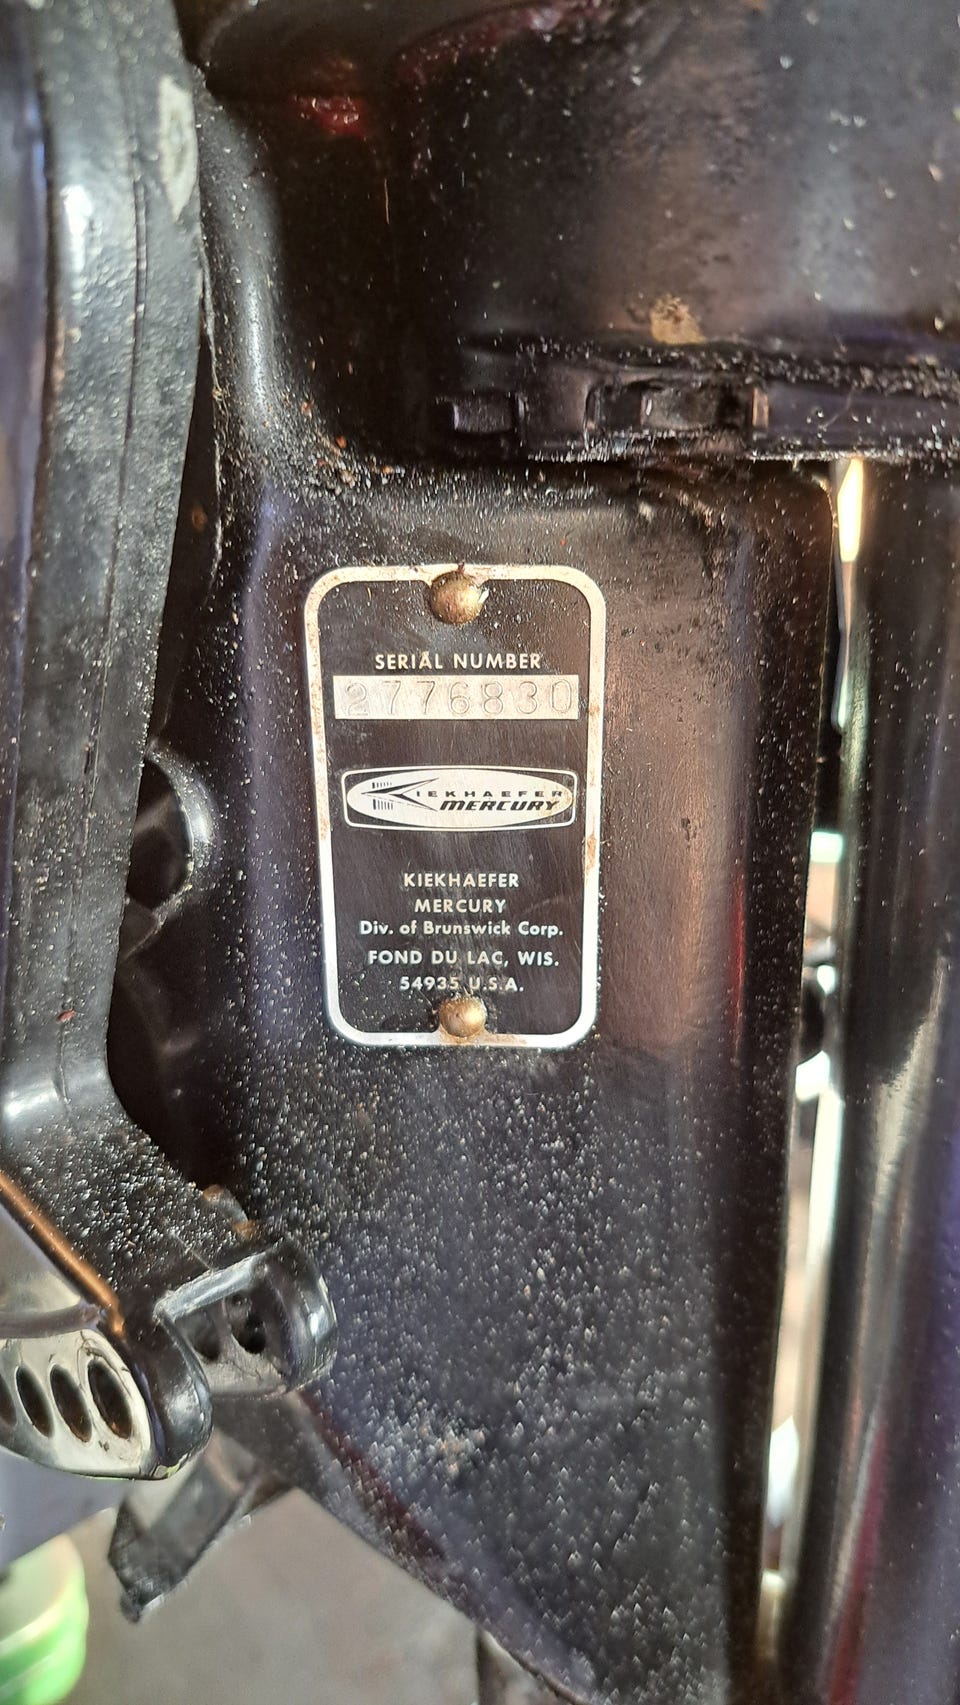 SERIAL NUMBER
2776830
KIEKHAEFER
MERCURY
KIEKHAEFER
MERCURY
Div. of Brunswick Corp.
FOND DU LAC, WIS.
54935 U.S.A.